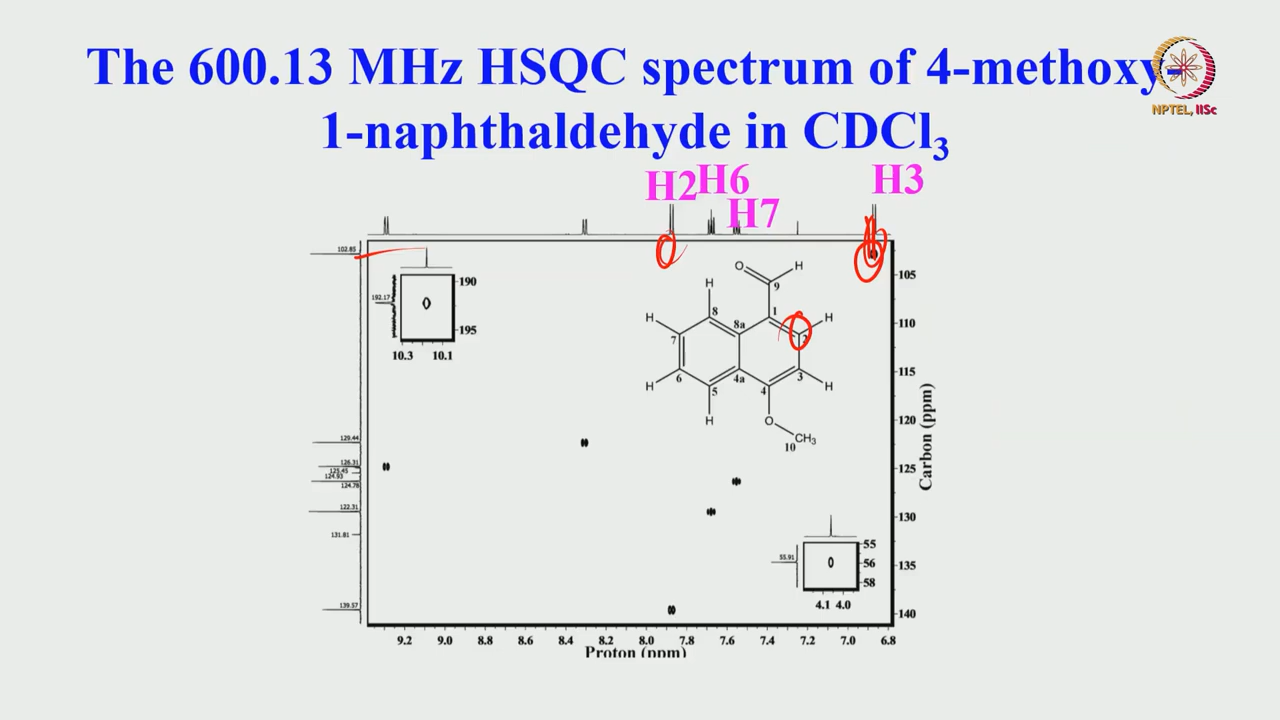 The 600.13 MHz HSQC spectrum of 4-methoxy-
1-naphthaldehyde in CDCl3
NPTEL, IISc
H2 H6 H7 H3
102.85
190
192.17
195
10.3 10.1
O H
9
H 8 1
H 8a H
7 2
6 4a 3
H 5 4 H
H O
10 CH3
105
110
115
120
125
130
135
140
Carbon (ppm)
129.44
126.31
125.45
124.93
124.78
122.31
131.81
139.57
55
55.91 56
58
4.1 4.0
9.2 9.0 8.8 8.6 8.4 8.2 8.0 7.8 7.6 7.4 7.2 7.0 6.8
Proton (ppm)